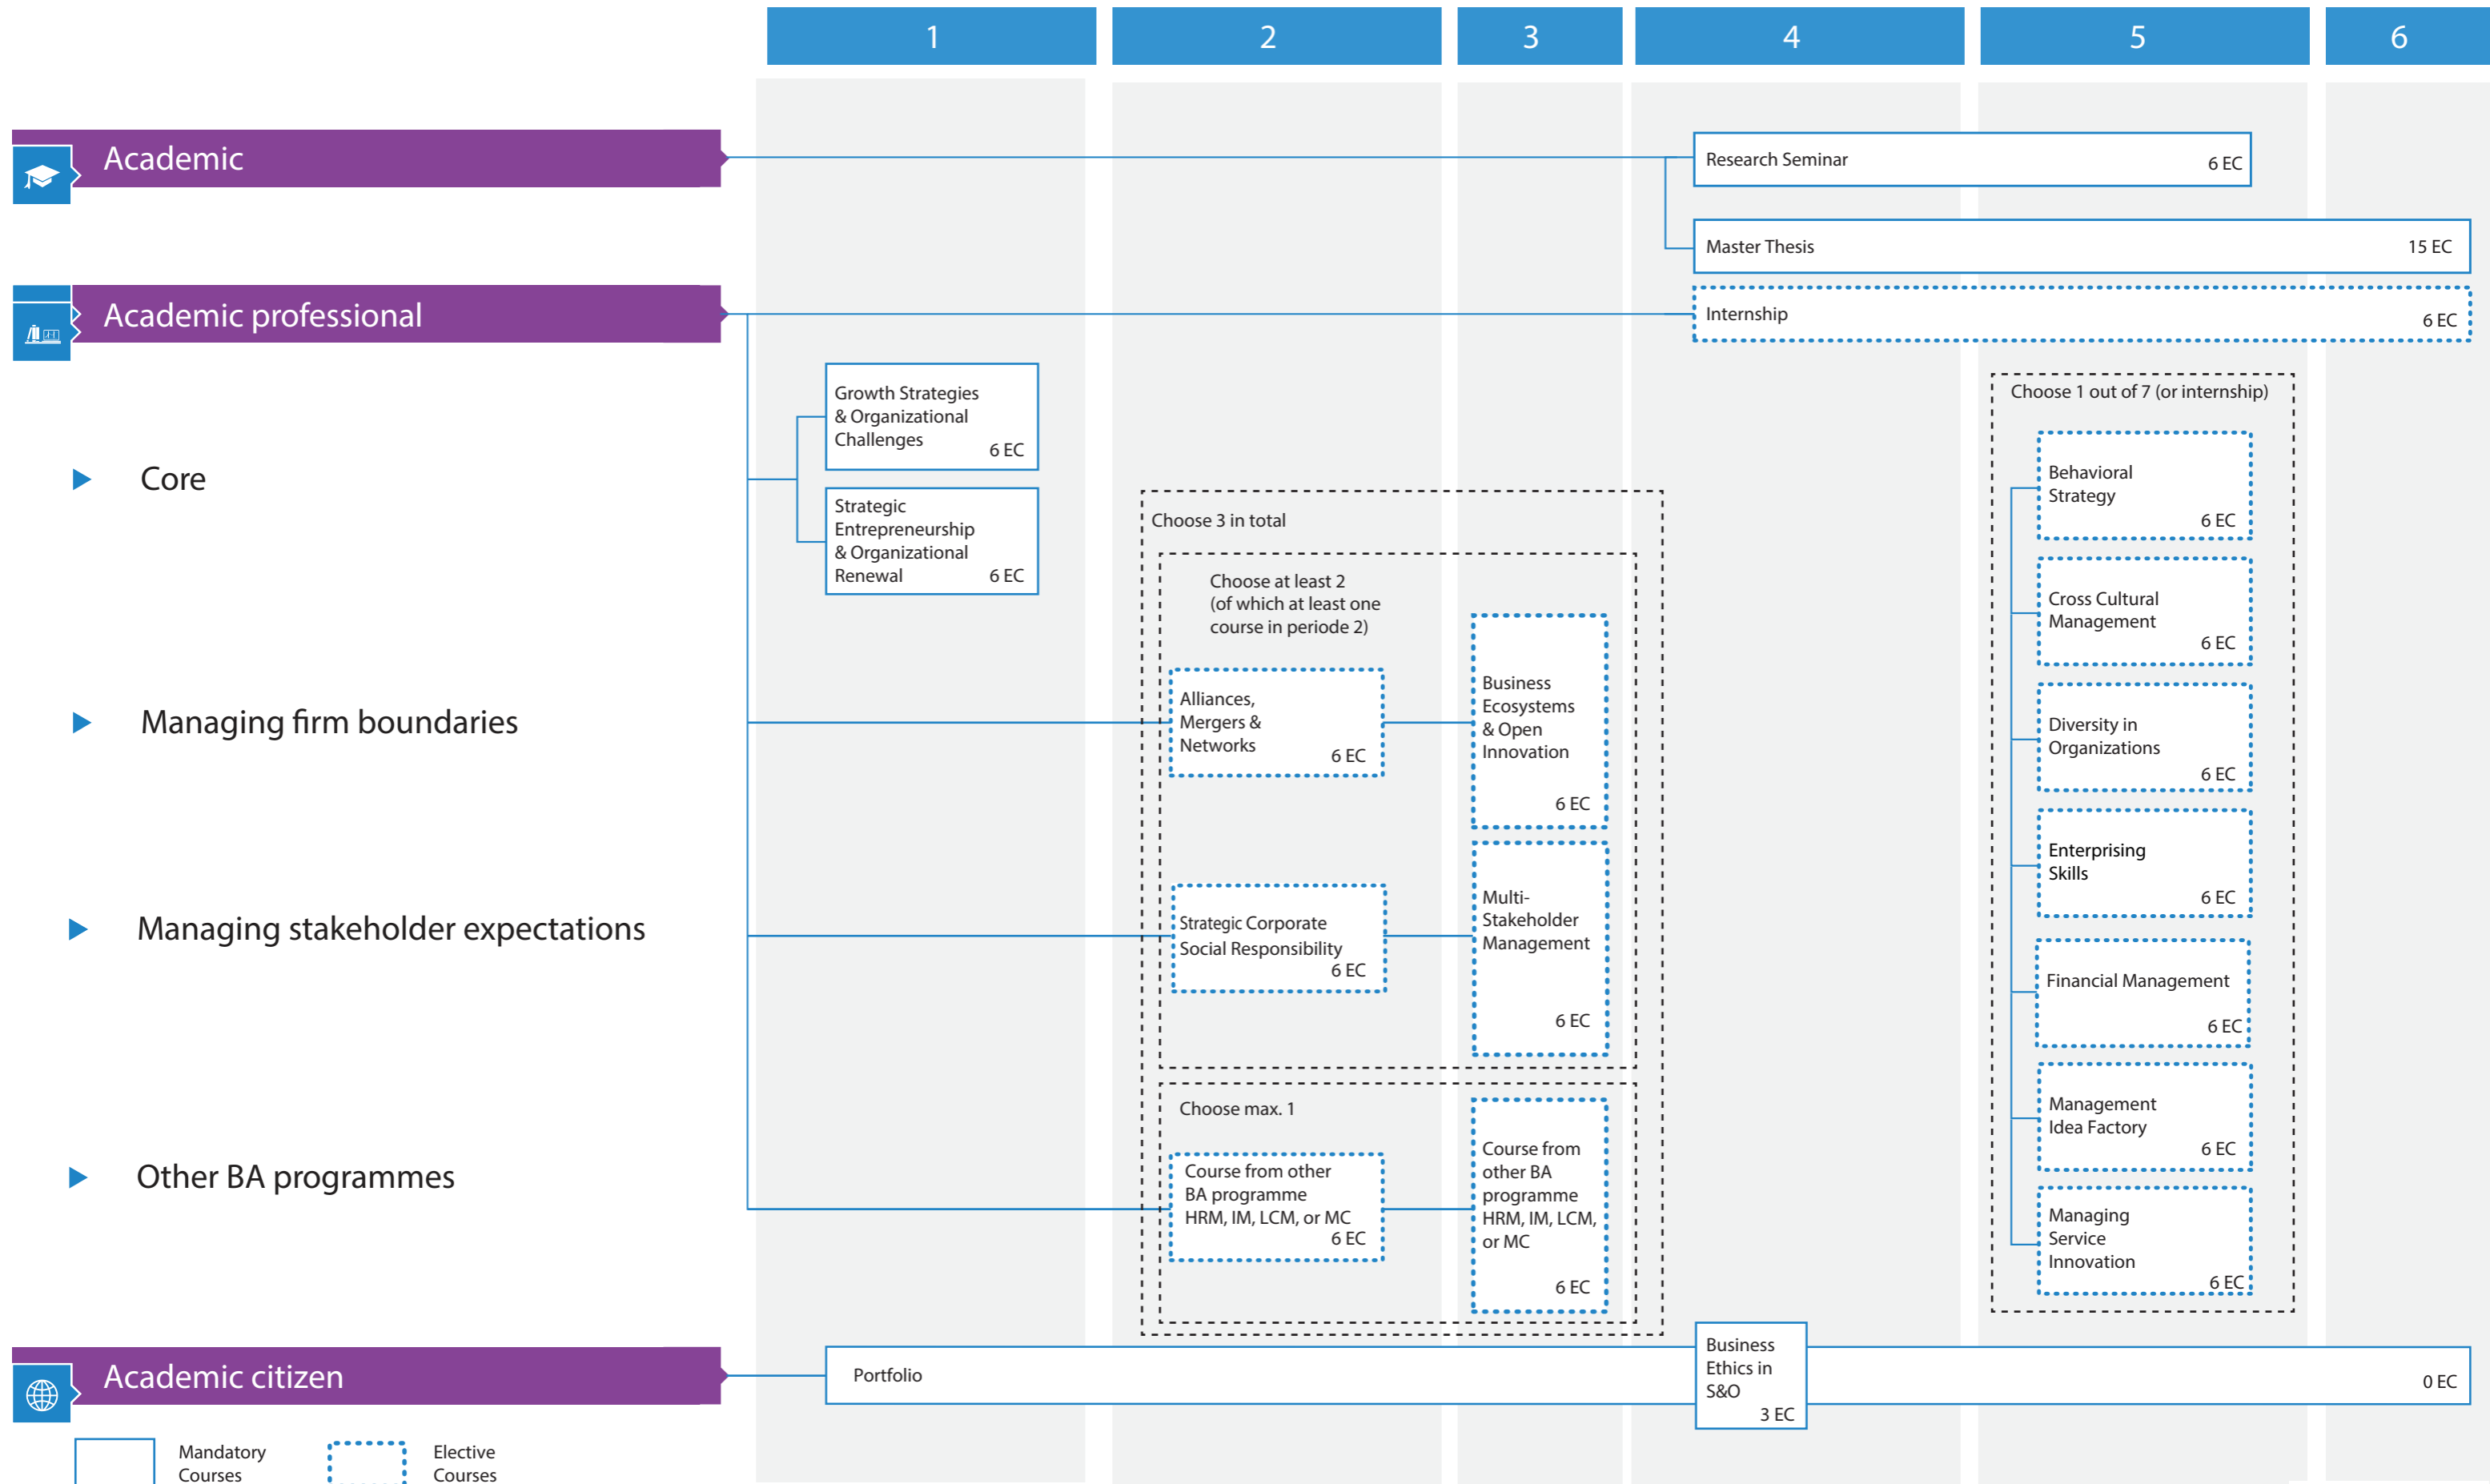 1 2 3 4 5 6
Academic
Research Seminar
6 EC
Master Thesis
15 EC
Academic professional
Internship
6 EC
Core
Growth Strategies
& Organizational
Challenges
6 EC
Strategic
Entrepreneurship
& Organizational
Renewal 6 EC
Choose 3 in total
Choose at least 2
(of which at least one
course in periode 2)
Managing firm boundaries
Alliances,
Mergers &
Networks
6 EC
Business
Ecosystems
& Open
Innovation
6 EC
Managing stakeholder expectations
Strategic Corporate
Social Responsibility
6 EC
Multi-
Stakeholder
Management
6 EC
Choose max. 1
Other BA programmes
Course from other
BA programme
HRM, IM, LCM, or MC
6 EC
Course from
other BA
programme
HRM, IM, LCM,
or MC
6 EC
Choose 1 out of 7 (or internship)
Behavioral
Strategy
6 EC
Cross Cultural
Management
6 EC
Diversity in
Organizations
6 EC
Enterprising
Skills
6 EC
Financial Management
6 EC
Management
Idea Factory
6 EC
Managing
Service
Innovation
6 EC
Academic citizen
Portfolio
Business
Ethics in
S&O
3 EC
0 EC
Mandatory
Courses
Elective
Courses